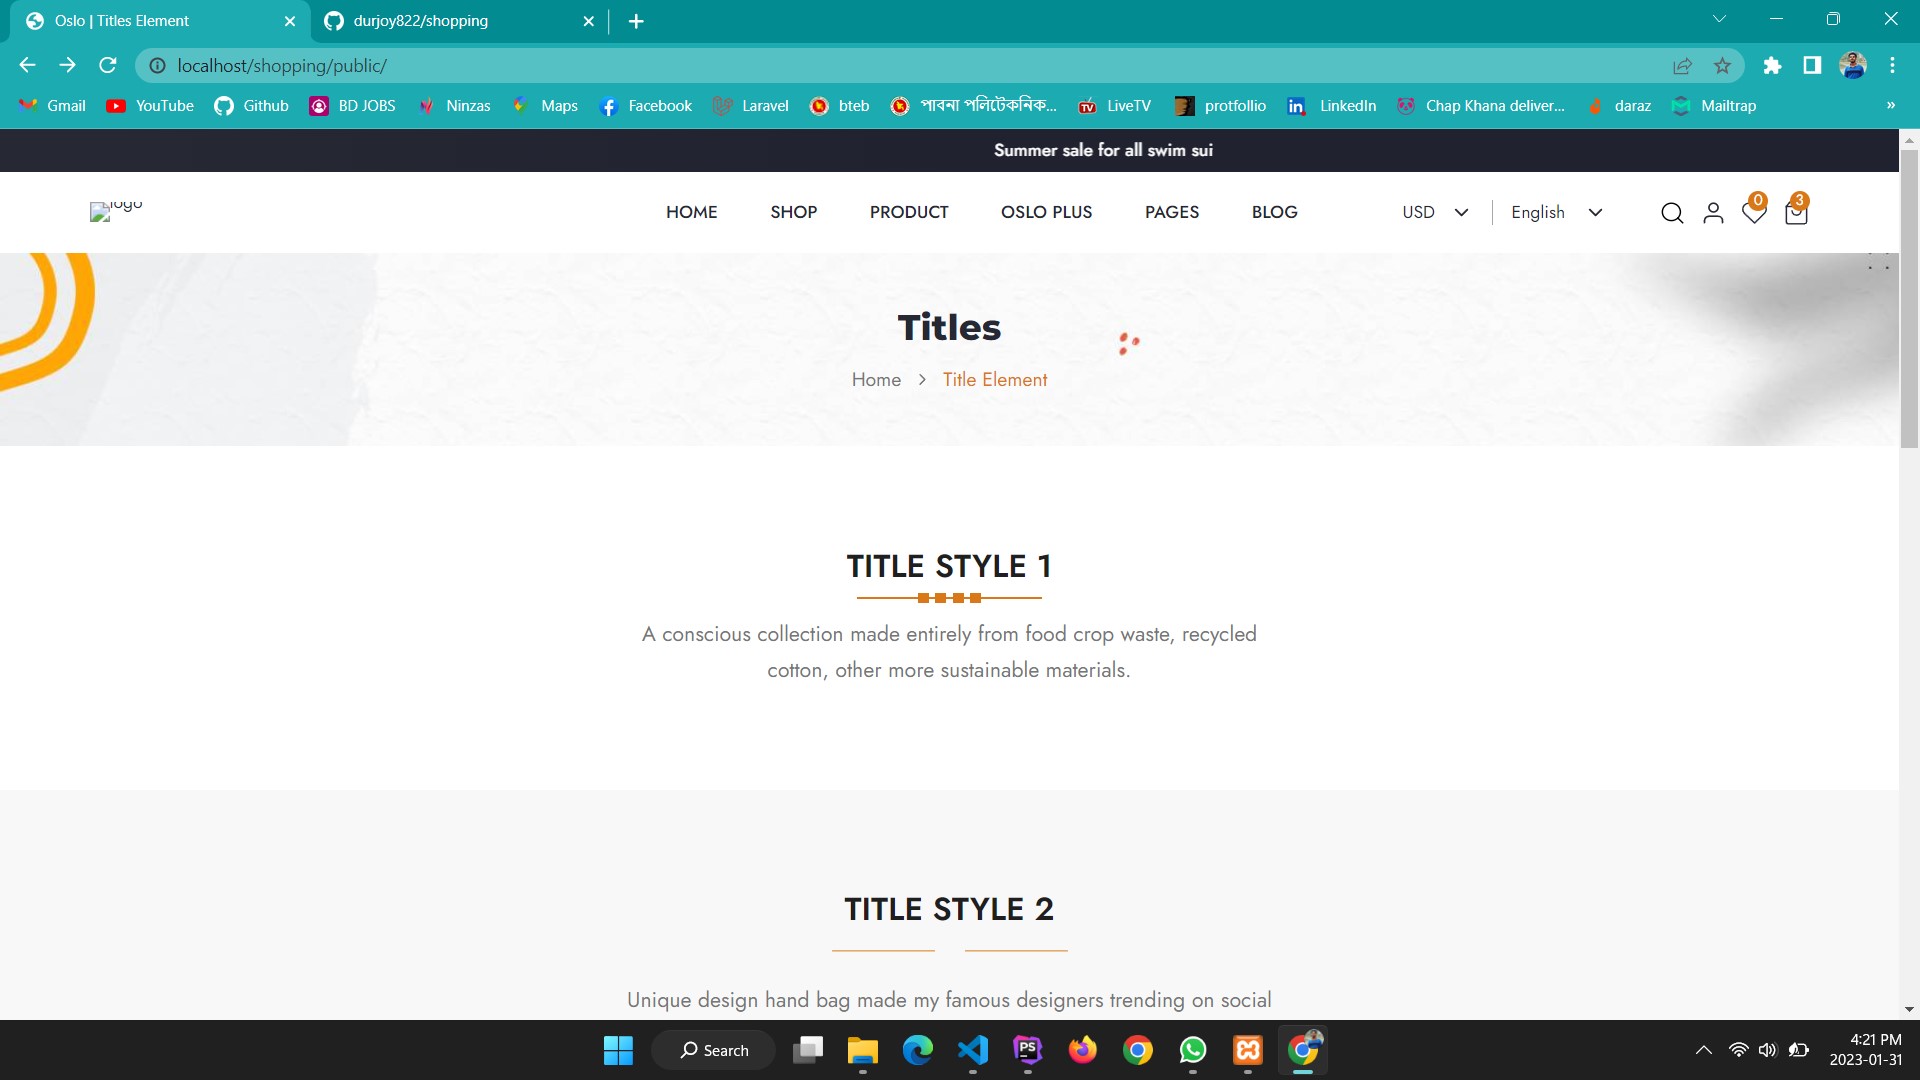 Oslo | Titles Element
durjoy822/shopping
localhost/shopping/public/
Gmail YouTube Github BD JOBS Ninzas Maps Facebook Laravel bteb পাবনা পলিটেকনিক... LiveTV protfollio LinkedIn Chap Khana deliver... daraz Mailtrap »
Summer sale for all swim sui
logo HOME SHOP PRODUCT OSLO PLUS PAGES BLOG USD English 0 3
Titles
Home > Title Element
TITLE STYLE 1
A conscious collection made entirely from food crop waste, recycled
cotton, other more sustainable materials.
TITLE STYLE 2
Unique design hand bag made my famous designers trending on social
Search
4:21 PM
2023-01-31